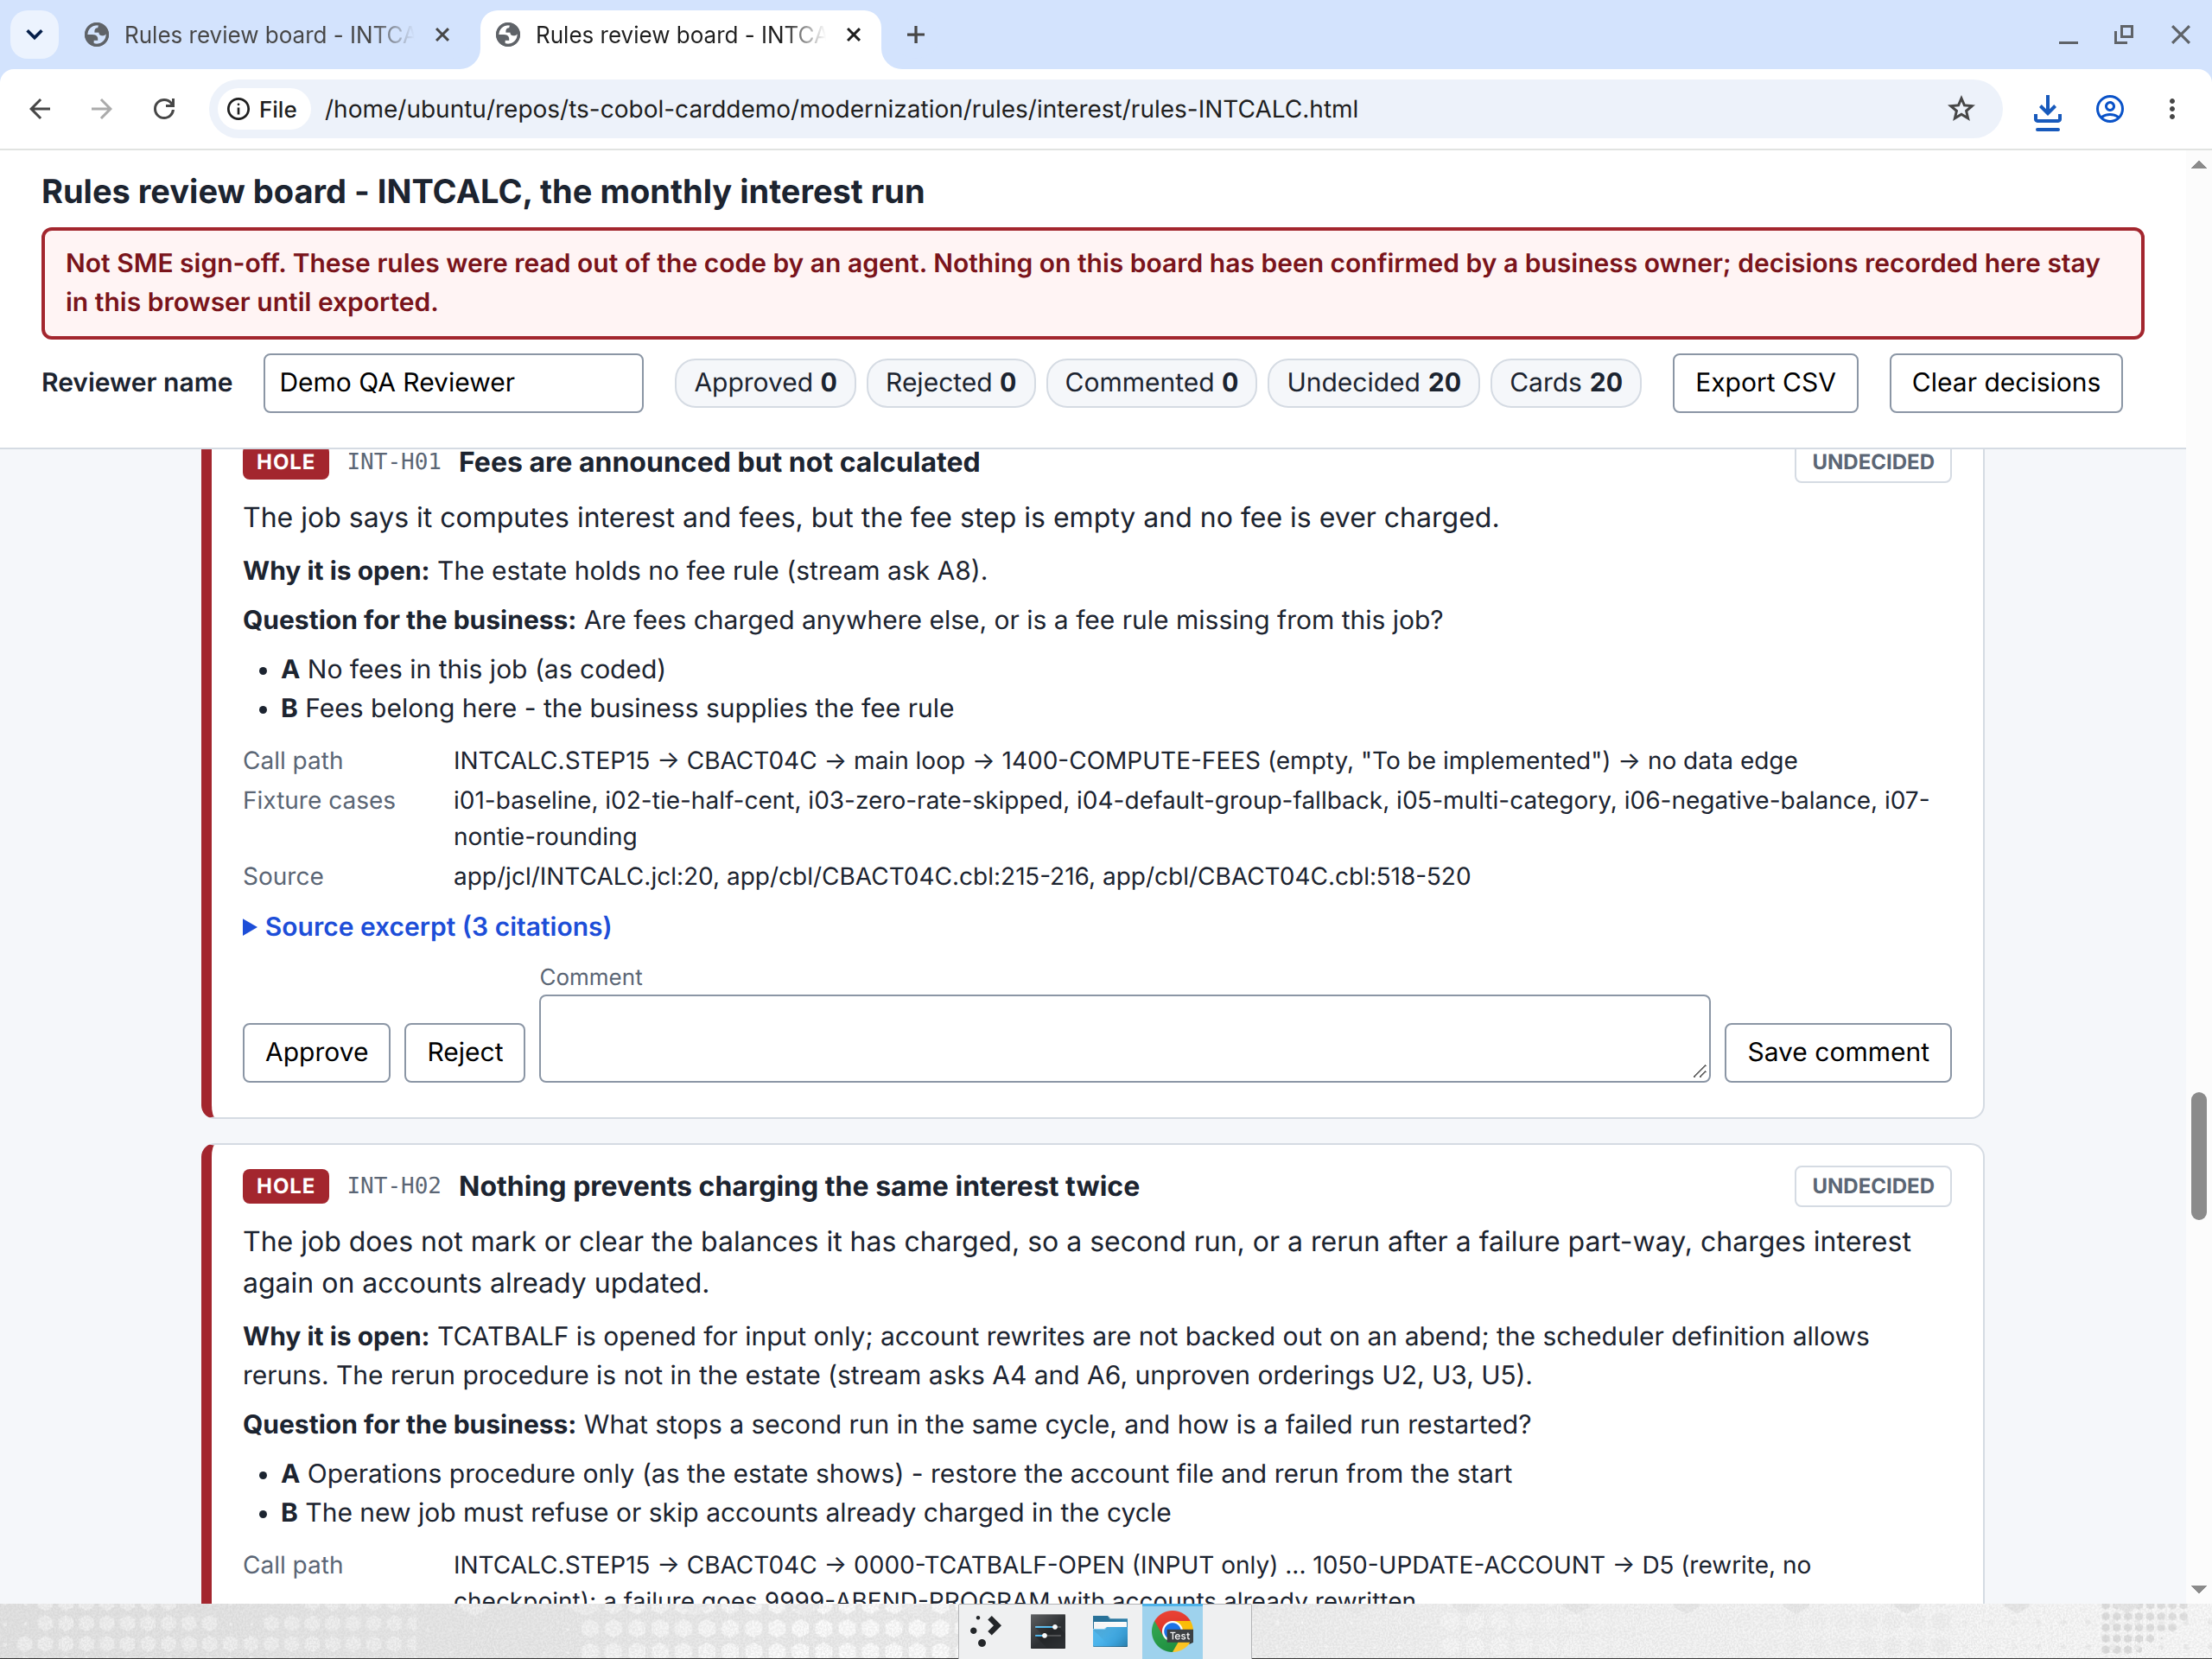 Rules review board - INTCA
Rules review board - INTCA
File
/home/ubuntu/repos/ts-cobol-carddemo/modernization/rules/interest/rules-INTCALC.html
Rules review board - INTCALC, the monthly interest run
Not SME sign-off. These rules were read out of the code by an agent. Nothing on this board has been confirmed by a business owner; decisions recorded here stay
in this browser until exported.
Reviewer name Demo QA Reviewer Approved 0 Rejected 0 Commented 0 Undecided 20 Cards 20 Export CSV Clear decisions
HOLE INT-H01 Fees are announced but not calculated UNDECIDED
The job says it computes interest and fees, but the fee step is empty and no fee is ever charged.
Why it is open: The estate holds no fee rule (stream ask A8).
Question for the business: Are fees charged anywhere else, or is a fee rule missing from this job?
• A No fees in this job (as coded)
• B Fees belong here - the business supplies the fee rule
Call path INTCALC.STEP15 → CBACT04C → main loop → 1400-COMPUTE-FEES (empty, "To be implemented") → no data edge
Fixture cases i01-baseline, i02-tie-half-cent, i03-zero-rate-skipped, i04-default-group-fallback, i05-multi-category, i06-negative-balance, i07-
nontie-rounding
Source app/jcl/INTCALC.jcl:20, app/cbl/CBACT04C.cbl:215-216, app/cbl/CBACT04C.cbl:518-520
Source excerpt (3 citations)
Comment
Approve Reject Save comment
HOLE INT-H02 Nothing prevents charging the same interest twice UNDECIDED
The job does not mark or clear the balances it has charged, so a second run, or a rerun after a failure part-way, charges interest
again on accounts already updated.
Why it is open: TCATBALF is opened for input only; account rewrites are not backed out on an abend; the scheduler definition allows
reruns. The rerun procedure is not in the estate (stream asks A4 and A6, unproven orderings U2, U3, U5).
Question for the business: What stops a second run in the same cycle, and how is a failed run restarted?
• A Operations procedure only (as the estate shows) - restore the account file and rerun from the start
• B The new job must refuse or skip accounts already charged in the cycle
Call path INTCALC.STEP15 → CBACT04C → 0000-TCATBALF-OPEN (INPUT only) ... 1050-UPDATE-ACCOUNT → D5 (rewrite, no
checkpoint); a failure goes 9999-ABEND-PROGRAM with accounts already rewritten
Test